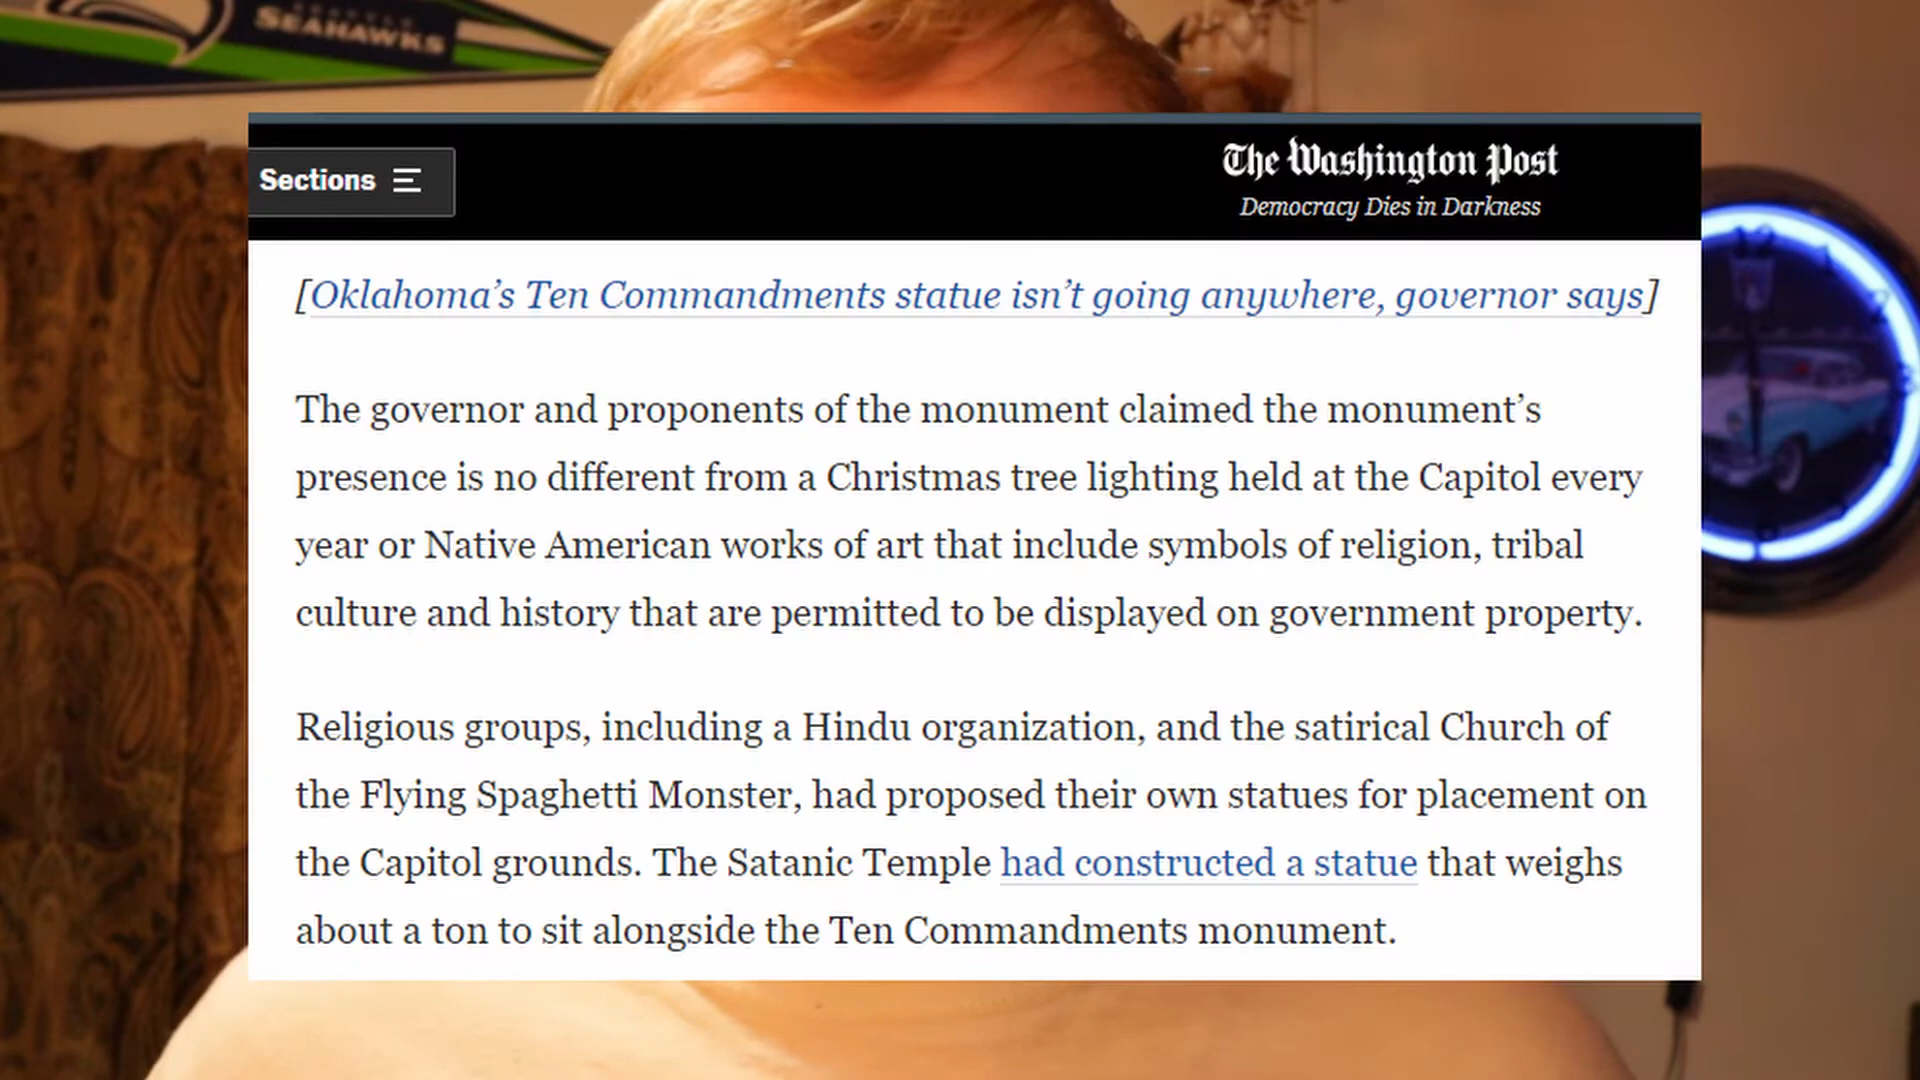 SEAHAWKS
Sections
The Washington Post
Democracy Dies in Darkness
[Oklahoma’s Ten Commandments statue isn’t going anywhere, governor says]
The governor and proponents of the monument claimed the monument’s
presence is no different from a Christmas tree lighting held at the Capitol every
year or Native American works of art that include symbols of religion, tribal
culture and history that are permitted to be displayed on government property.
Religious groups, including a Hindu organization, and the satirical Church of
the Flying Spaghetti Monster, had proposed their own statues for placement on
the Capitol grounds. The Satanic Temple had constructed a statue that weighs
about a ton to sit alongside the Ten Commandments monument.